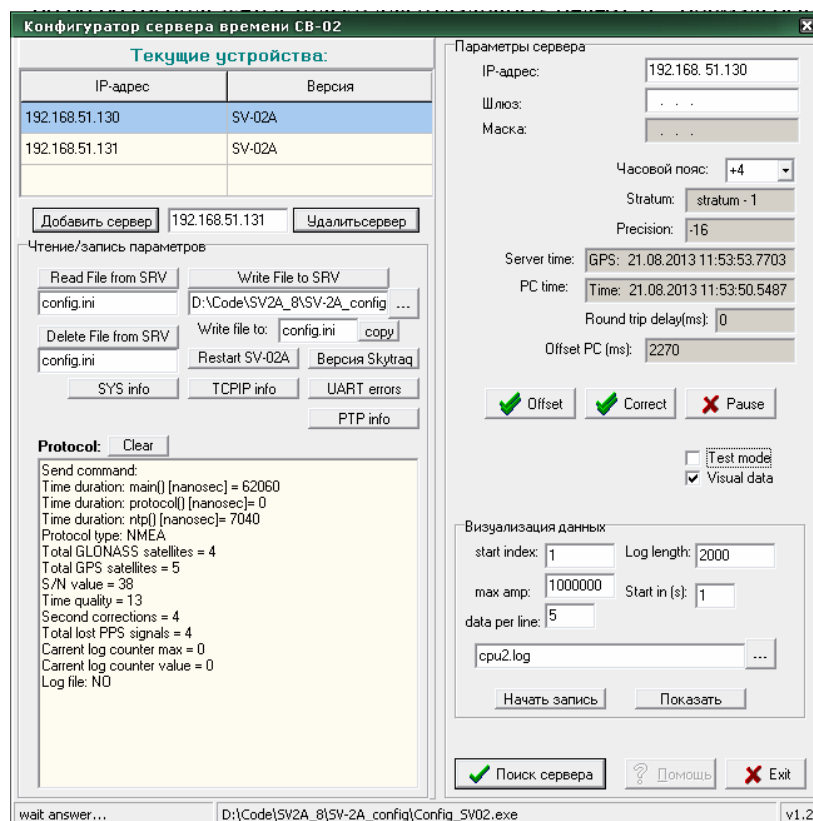 Конфигуратор сервера времени СВ-02
Текущие устройства:
IP-адрес Версия
192.168.51.130 SV-02A
192.168.51.131 SV-02A
Добавить сервер 192.168.51.131 Удалитьсервер
Чтение/запись параметров
Read File from SRV Write File to SRV
config.ini D:\Code\SV2A_8\SV-2A_config ...
Delete File from SRV Write file to: config.ini copy
config.ini Restart SV-02A Версия Skytraq
SYS info TCPIP info UART errors
PTP info
Protocol: Clear
Send command:
Time duration: main() [nanosec] = 62060
Time duration: protocol() [nanosec]= 0
Time duration: ntp() [nanosec]= 7040
Protocol type: NMEA
Total GLONASS satellites = 4
Total GPS satellites = 5
S/N value = 38
Time quality = 13
Second corrections = 4
Total lost PPS signals = 4
Carrent log counter max = 0
Carrent log counter value = 0
Log file: NO
Параметры сервера
IP-адрес: 192.168. 51.130
Шлюз: . . .
Маска: . . .
Часовой пояс: +4
Stratum: stratum - 1
Precision: -16
Server time: GPS: 21.08.2013 11:53:53.7703
PC time: Time: 21.08.2013 11:53:50.5487
Round trip delay(ms): 0
Offset PC (ms): 2270
Offset Correct Pause
Test mode
Visual data
Визуализация данных
start index: 1 Log length: 2000
max amp: 1000000 Start in (s): 1
data per line: 5
cpu2.log ...
Начать запись Показать
Поиск сервера Помощь Exit
wait answer... D:\Code\SV2A_8\SV-2A_config\Config_SV02.exe v1.2